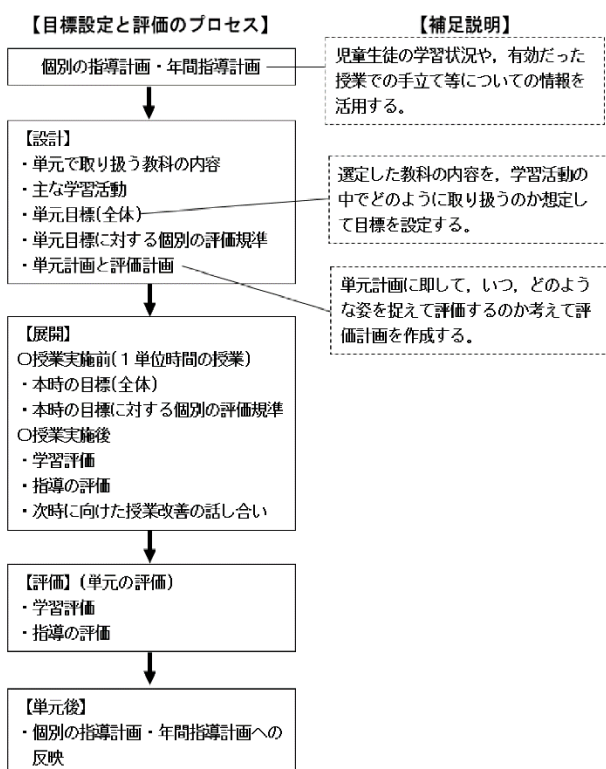 【目標設定と評価のプロセス】
【補足説明】
個別の指導計画・年間指導計画
児童生徒の学習状況や，有効だった
授業での手立て等についての情報を
活用する。
【設計】
・単元で取り扱う教科の内容
・主な学習活動
・単元目標(全体)
・単元目標に対する個別の評価規準
・単元計画と評価計画
選定した教科の内容を，学習活動の
中でどのように取り扱うのか想定し
て目標を設定する。
単元計画に即して，いつ，どのよう
な姿を捉えて評価するのか考えて評
価計画を作成する。
【展開】
○授業実施前(１単位時間の授業)
・本時の目標(全体)
・本時の目標に対する個別の評価規準
○授業実施後
・学習評価
・指導の評価
・次時に向けた授業改善の話し合い
【評価】(単元の評価)
・学習評価
・指導の評価
【単元後】
・個別の指導計画・年間指導計画への
反映